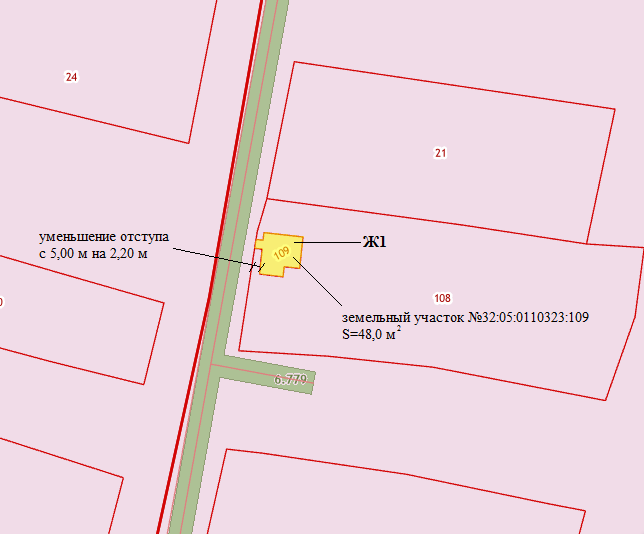 24
21
уменьшение отступа
с 5,00 м на 2,20 м
109
Ж1
108
земельный участок №32:05:0110323:109
S=48,0 м²
0
6.779